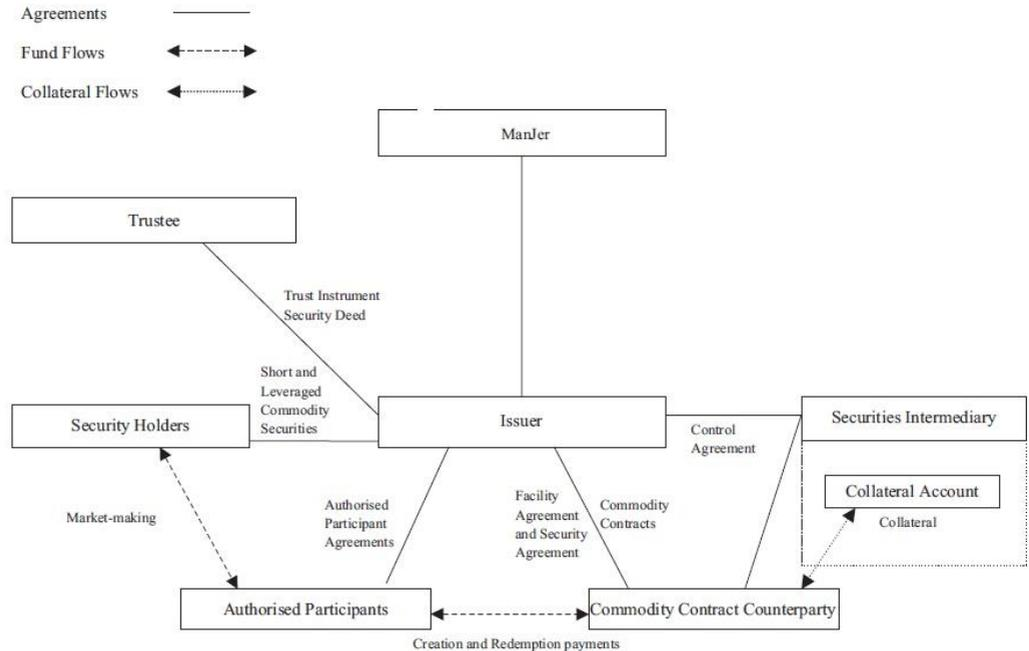 Agreements
Fund Flows
Collateral Flows
ManJer
Trustee
Trust Instrument
Security Deed
Short and
Leveraged
Commodity
Securities
Security Holders
Issuer
Securities Intermediary
Control
Agreement
Collateral Account
Collateral
Market-making
Authorised
Participant
Agreements
Facility
Agreement
and Security
Agreement
Commodity
Contracts
Authorised Participants
Commodity Contract Counterparty
Creation and Redemption payments